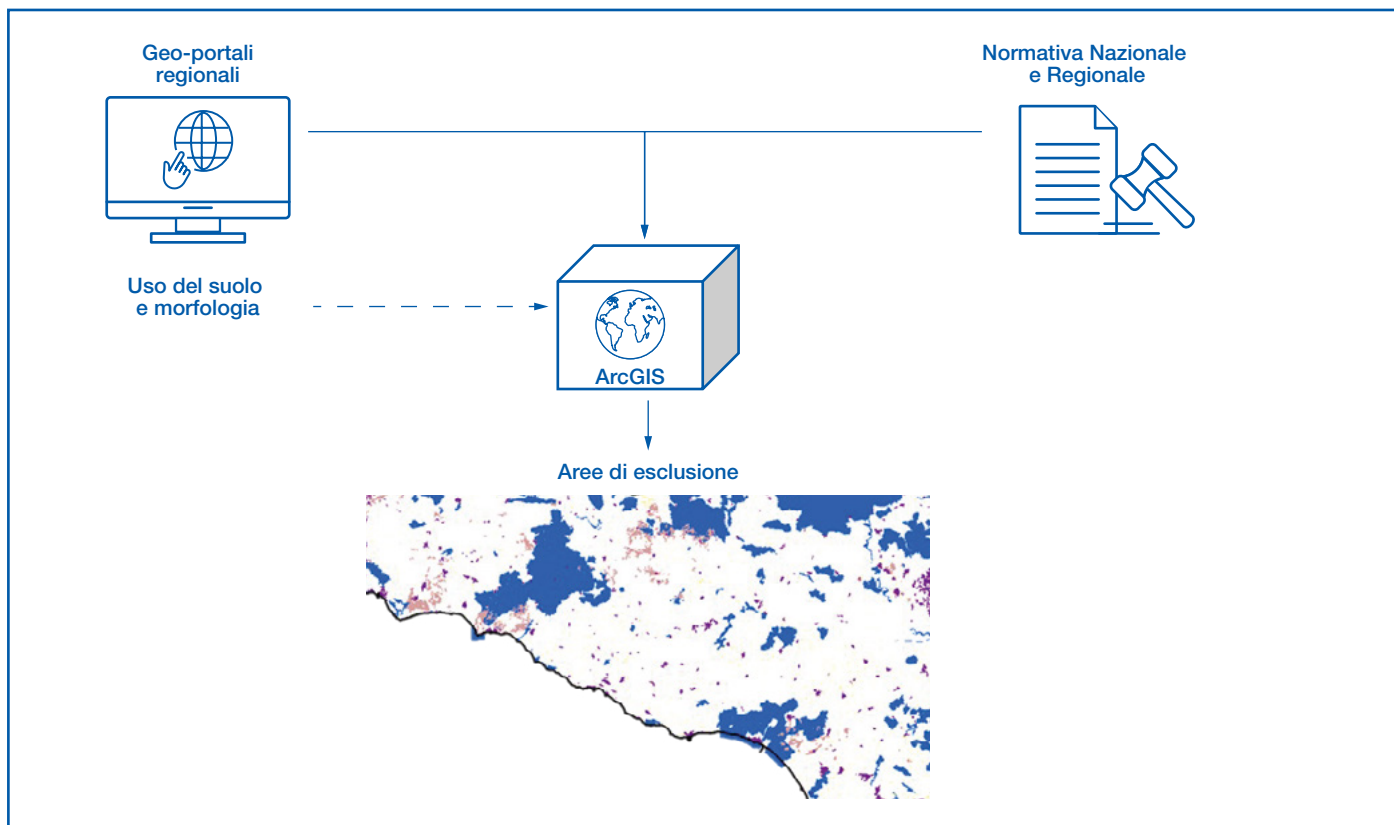 Geo-portali
regionali
Normativa Nazionale
e Regionale
Uso del suolo
e morfologia
ArcGIS
Aree di esclusione